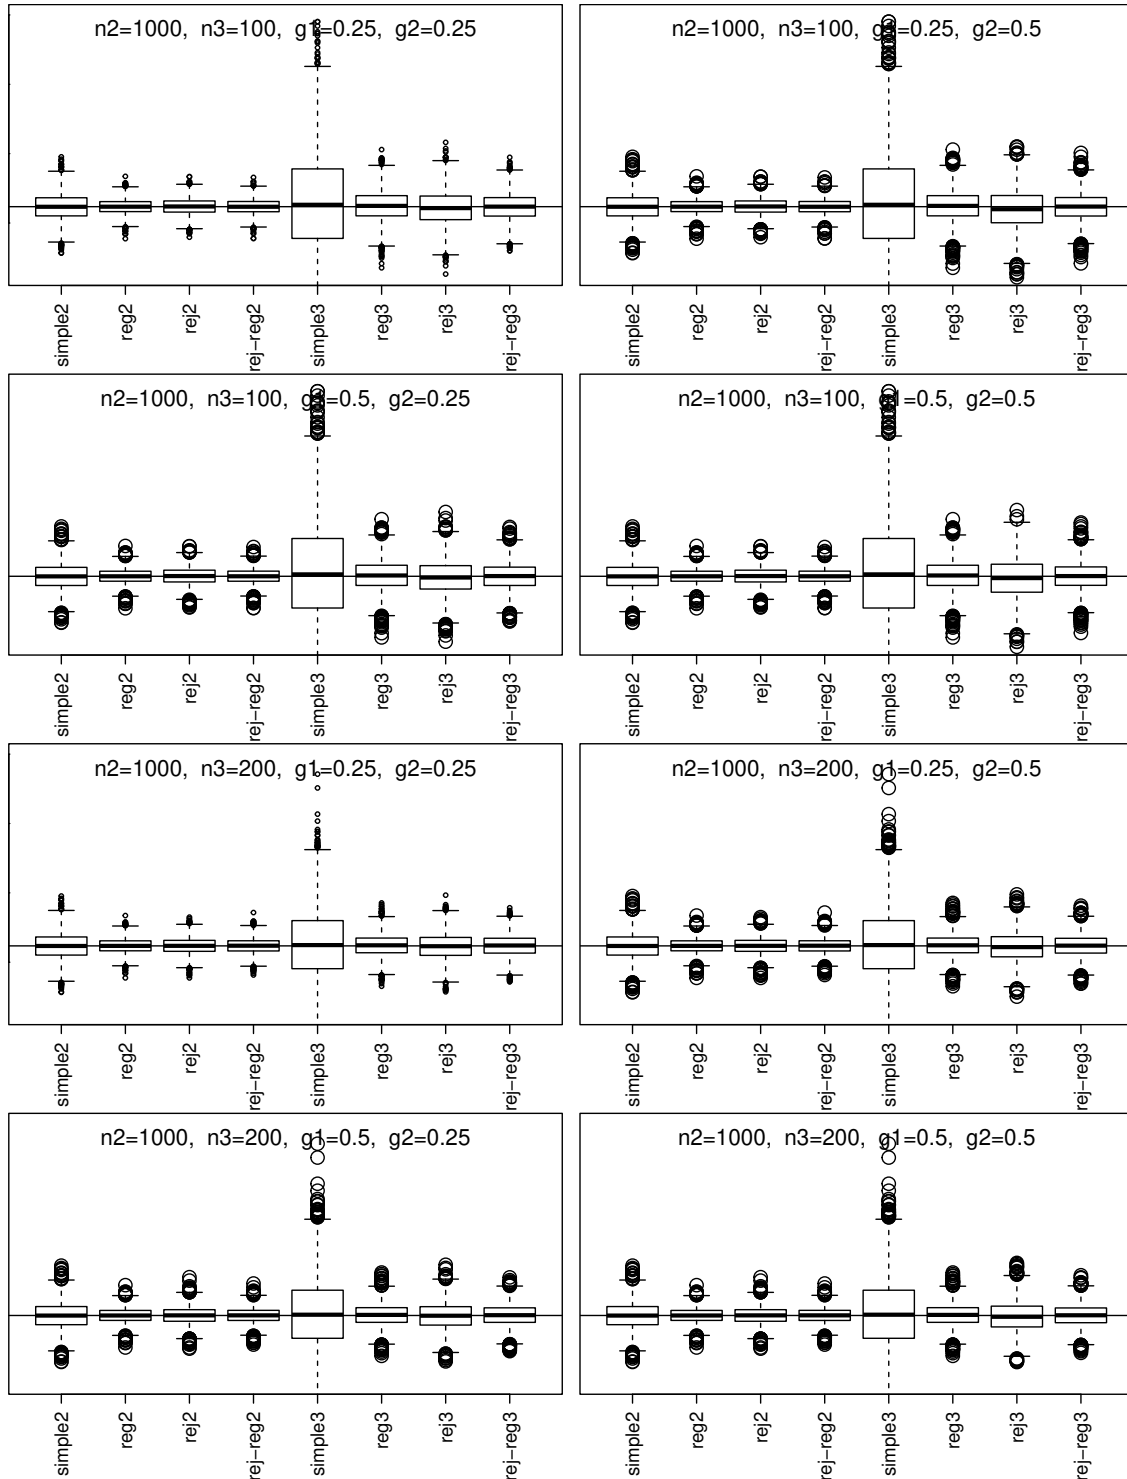 n2=1000, n3=100, g1=0.25, g2=0.25
simple2 reg2 rej2 rej−reg2 simple3 reg3 rej3 rej−reg3
n2=1000, n3=100, g1=0.25, g2=0.5
simple2 reg2 rej2 rej−reg2 simple3 reg3 rej3 rej−reg3
n2=1000, n3=100, g1=0.5, g2=0.25
simple2 reg2 rej2 rej−reg2 simple3 reg3 rej3 rej−reg3
n2=1000, n3=100, g1=0.5, g2=0.5
simple2 reg2 rej2 rej−reg2 simple3 reg3 rej3 rej−reg3
n2=1000, n3=200, g1=0.25, g2=0.25
simple2 reg2 rej2 rej−reg2 simple3 reg3 rej3 rej−reg3
n2=1000, n3=200, g1=0.25, g2=0.5
simple2 reg2 rej2 rej−reg2 simple3 reg3 rej3 rej−reg3
n2=1000, n3=200, g1=0.5, g2=0.25
simple2 reg2 rej2 rej−reg2 simple3 reg3 rej3 rej−reg3
n2=1000, n3=200, g1=0.5, g2=0.5
simple2 reg2 rej2 rej−reg2 simple3 reg3 rej3 rej−reg3